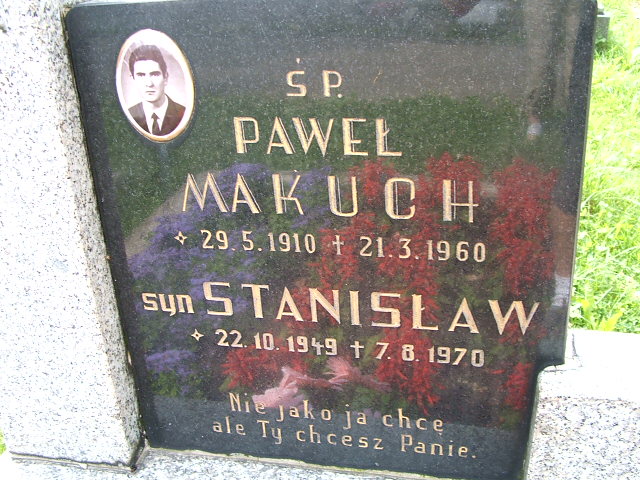 Ś.P.
PAWEŁ
MAKUCH
✧ 29.5.1910 † 21.3.1960
syn STANISŁAW
✧ 22.10.1949 † 7.8.1970
Nie jako ja chcę
ale Ty chcesz Panie.